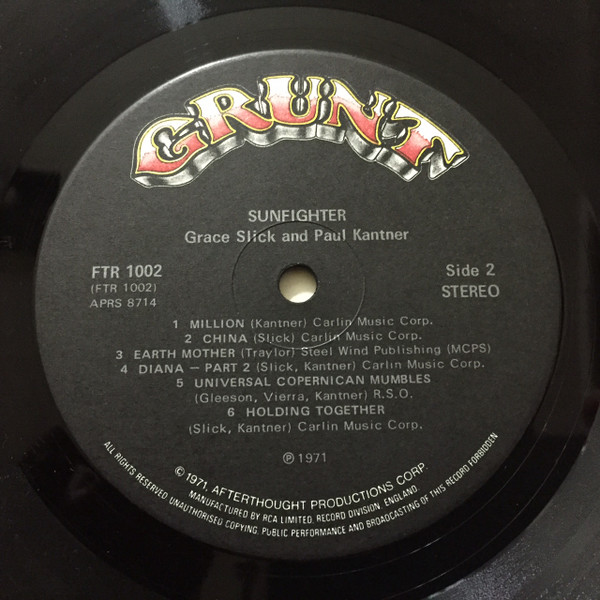 GRUNT
SUNFIGHTER
Grace Slick and Paul Kantner
FTR 1002
(FTR 1002)
APRS 8714
Side 2
STEREO
1 MILLION (Kantner) Carlin Music Corp.
2 CHINA (Slick) Carlin Music Corp.
3 EARTH MOTHER (Traylor) Steel Wind Publishing (MCPS)
4 DIANA – PART 2 (Slick, Kantner) Carlin Music Corp.
5 UNIVERSAL COPERNICAN MUMBLES
(Gleeson, Vierra, Kantner) R.S.O.
6 HOLDING TOGETHER
(Slick, Kantner) Carlin Music Corp.
℗ 1971
© 1971, AFTERTHOUGHT PRODUCTIONS CORP.
MANUFACTURED BY RCA LIMITED, RECORD DIVISION, ENGLAND
ALL RIGHTS RESERVED UNAUTHORISED COPYING, PUBLIC PERFORMANCE AND BROADCASTING OF THIS RECORD FORBIDDEN